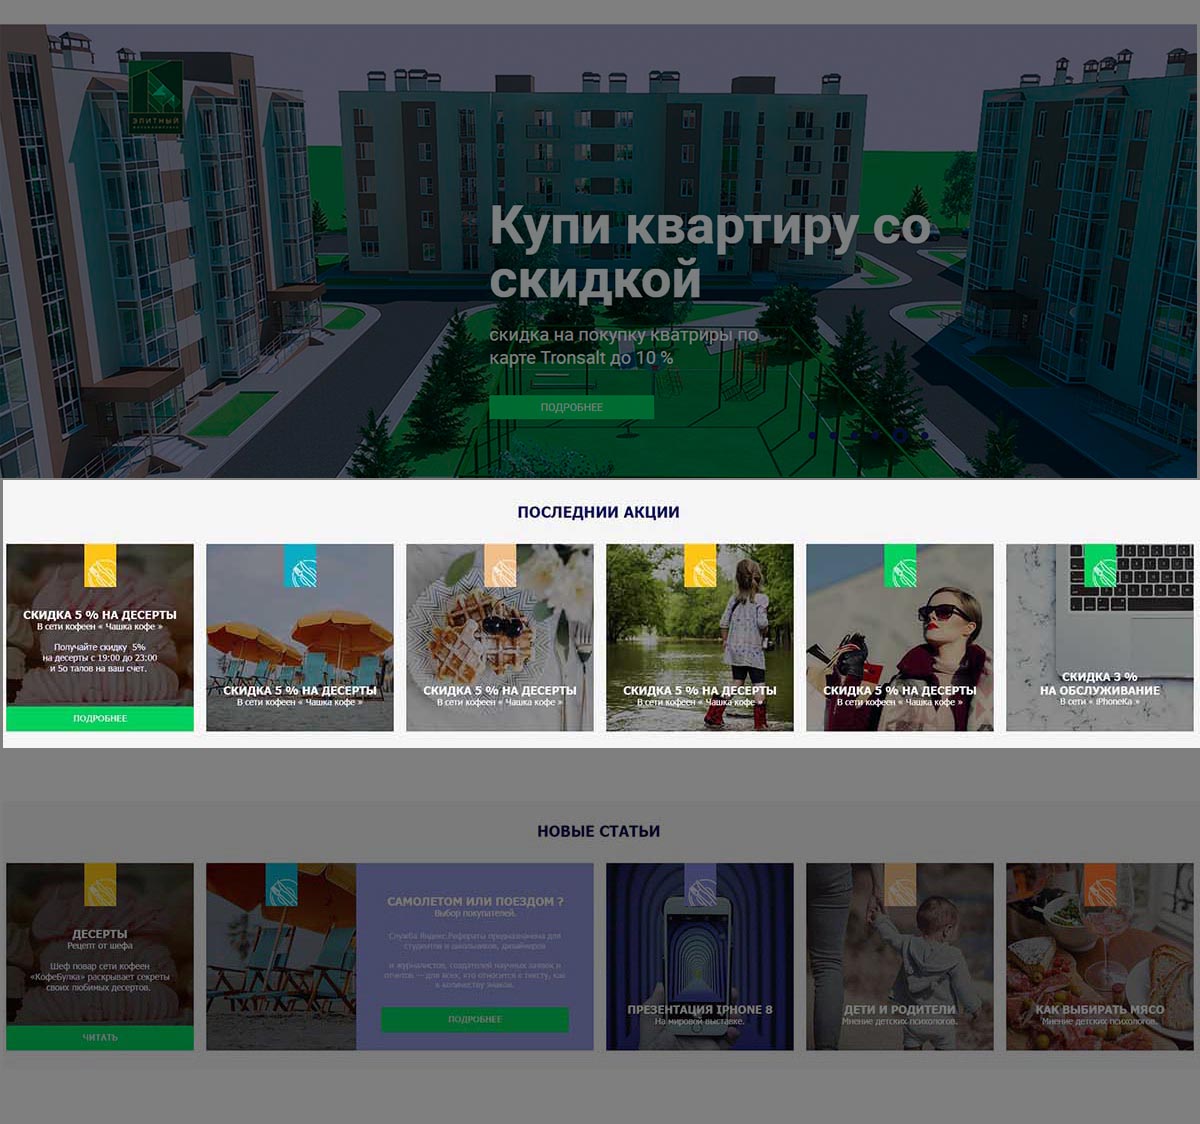 ЭЛИТНЫЙ
Купи квартиру со
скидкой
скидка на покупку кватриры по
карте Tronsalt до 10 %
ПОДРОБНЕЕ
ПОСЛЕДНИИ АКЦИИ
СКИДКА 5 % НА ДЕСЕРТЫ
В сети кофеен « Чашка кофе »
Получайте скидку 5%
на десерты с 19:00 до 23:00
и 5о талов на ваш счет.
ПОДРОБНЕЕ
СКИДКА 5 % НА ДЕСЕРТЫ
В сети кофеен « Чашка кофе »
СКИДКА 5 % НА ДЕСЕРТЫ
В сети кофеен « Чашка кофе »
СКИДКА 5 % НА ДЕСЕРТЫ
В сети кофеен « Чашка кофе »
СКИДКА 5 % НА ДЕСЕРТЫ
В сети кофеен « Чашка кофе »
СКИДКА 3 %
НА ОБСЛУЖИВАНИЕ
В сети « iPhoneKa »
НОВЫЕ СТАТЬИ
ДЕСЕРТЫ
Рецепт от шефа
Шеф повар сети кофеен
«КофеБулка» раскрывает секреты
своих любимых десертов.
ЧИТАТЬ
САМОЛЕТОМ ИЛИ ПОЕЗДОМ ?
Выбор покупателей.
Служба Яндекс.Рефераты предназначена для
студентов и школьников, дизайнеров
и журналистов, создателей научных заявок и
отчетов — для всех, кто относится к тексту, как
к количеству знаков.
ПОДРОБНЕЕ
ПРЕЗЕНТАЦИЯ IPHONE 8
На мировой выставке.
ДЕТИ И РОДИТЕЛИ
Мнение детских психологов.
КАК ВЫБИРАТЬ МЯСО
Мнение детских психологов.